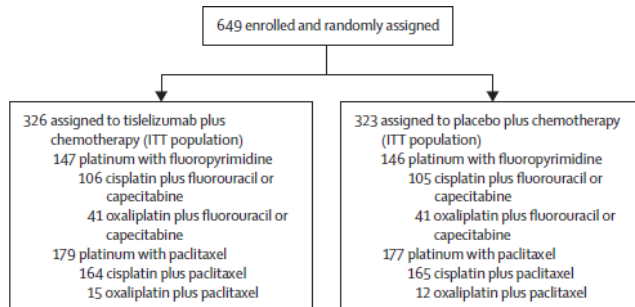 649 enrolled and randomly assigned
326 assigned to tislelizumab plus
chemotherapy (ITT population)
147 platinum with fluoropyrimidine
106 cisplatin plus fluorouracil or
capecitabine
41 oxaliplatin plus fluorouracil or
capecitabine
179 platinum with paclitaxel
164 cisplatin plus paclitaxel
15 oxaliplatin plus paclitaxel
323 assigned to placebo plus chemotherapy
(ITT population)
146 platinum with fluoropyrimidine
105 cisplatin plus fluorouracil or
capecitabine
41 oxaliplatin plus fluorouracil or
capecitabine
177 platinum with paclitaxel
165 cisplatin plus paclitaxel
12 oxaliplatin plus paclitaxel